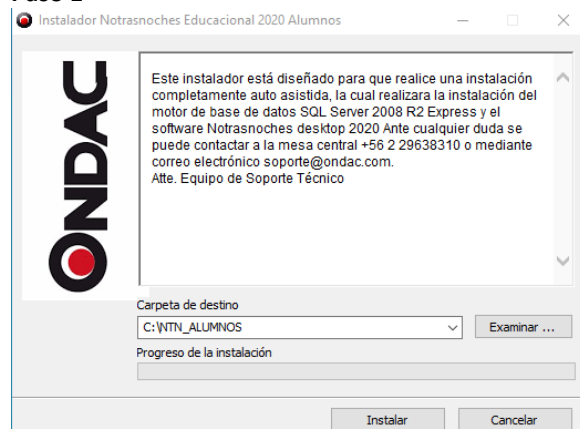 Instalador Notrasnoches Educacional 2020 Alumnos
ONDAC
Este instalador está diseñado para que realice una instalación
completamente auto asistida, la cual realizara la instalación del
motor de base de datos SQL Server 2008 R2 Express y el
software Notrasnoches desktop 2020 Ante cualquier duda se
puede contactar a la mesa central +56 2 29638310 o mediante
correo electrónico soporte@ondac.com.
Atte. Equipo de Soporte Técnico
Carpeta de destino
C:\NTN_ALUMNOS
Examinar ...
Progreso de la instalación
Instalar
Cancelar